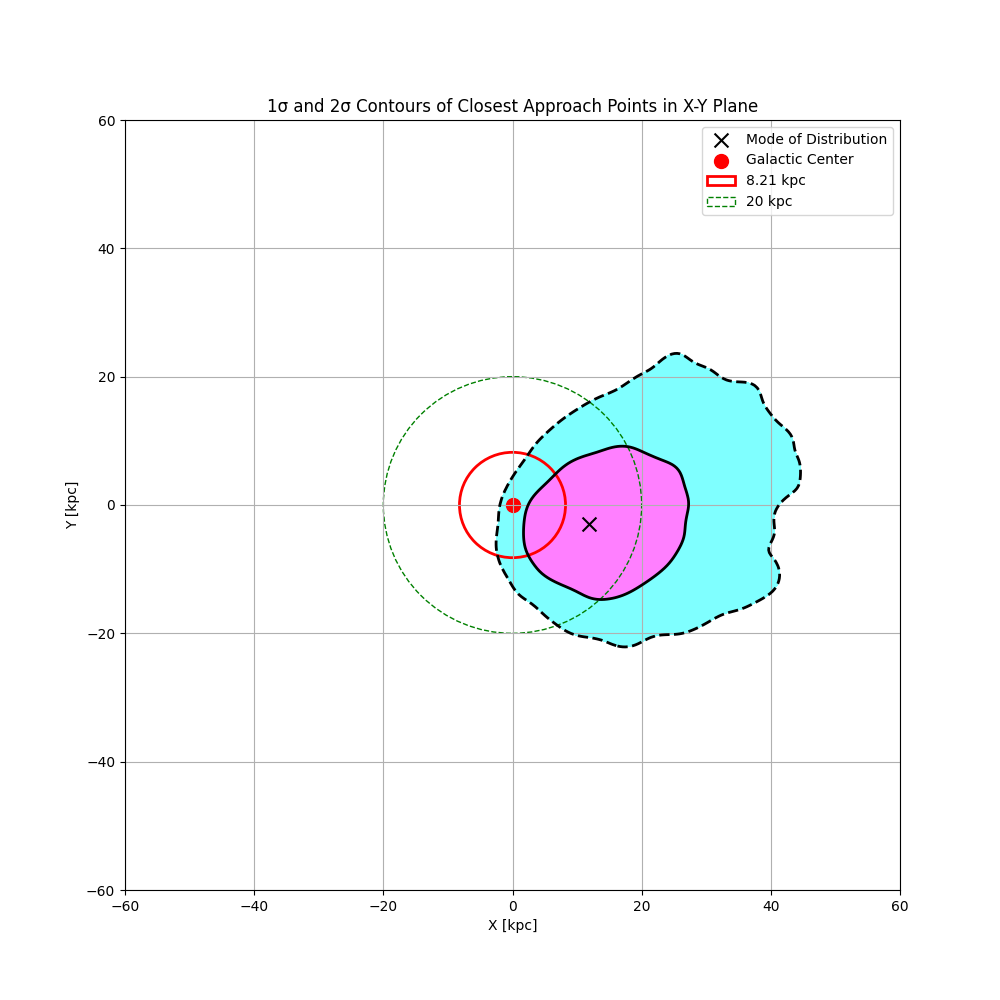 1σ and 2σ Contours of Closest Approach Points in X-Y Plane
Mode of Distribution
Galactic Center
8.21 kpc
20 kpc
60
40
20
0
−20
−40
−60
Y [kpc]
−60 −40 −20 0 20 40 60
X [kpc]